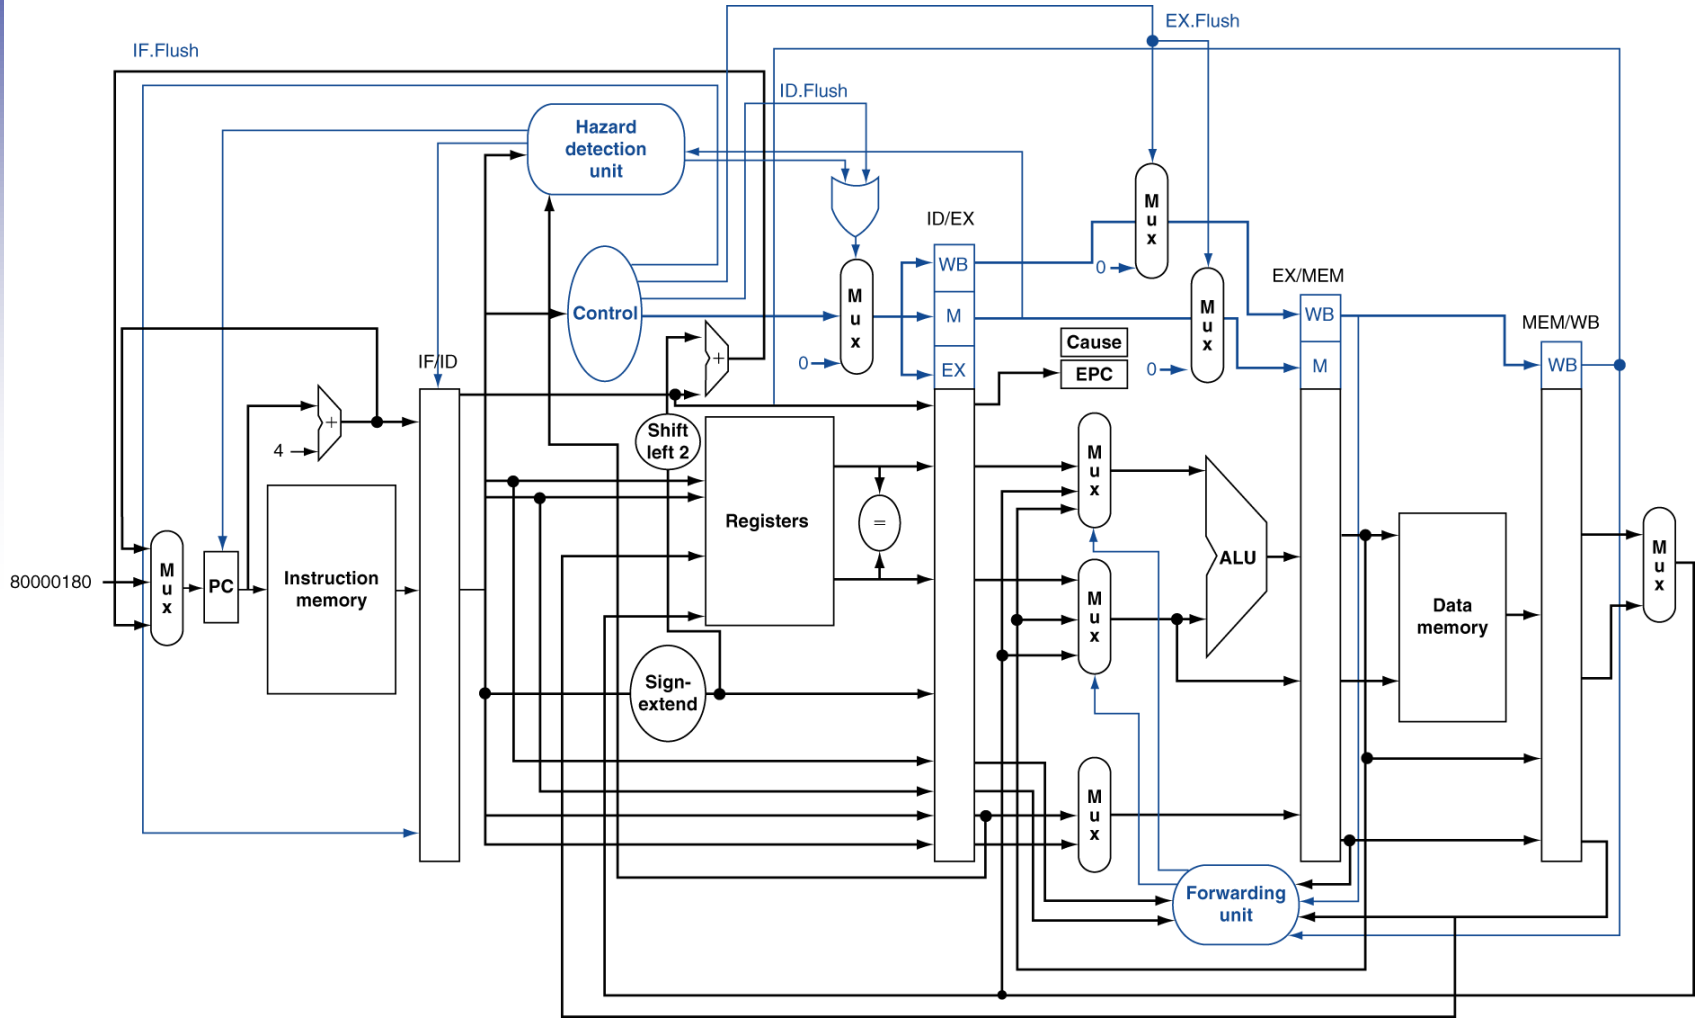 EX.Flush
IF.Flush
ID.Flush
Hazard
detection
unit
M
u
x
ID/EX
WB
0
EX/MEM
Control
M
u
x
M
M
u
x
WB
MEM/WB
Cause
IF/ID
+
0
EX
EPC
0
M
WB
+
4
Shift
left 2
M
u
x
Registers
=
ALU
M
u
x
80000180
M
u
x
PC
Instruction
memory
M
u
x
Data
memory
Sign-
extend
M
u
x
Forwarding
unit